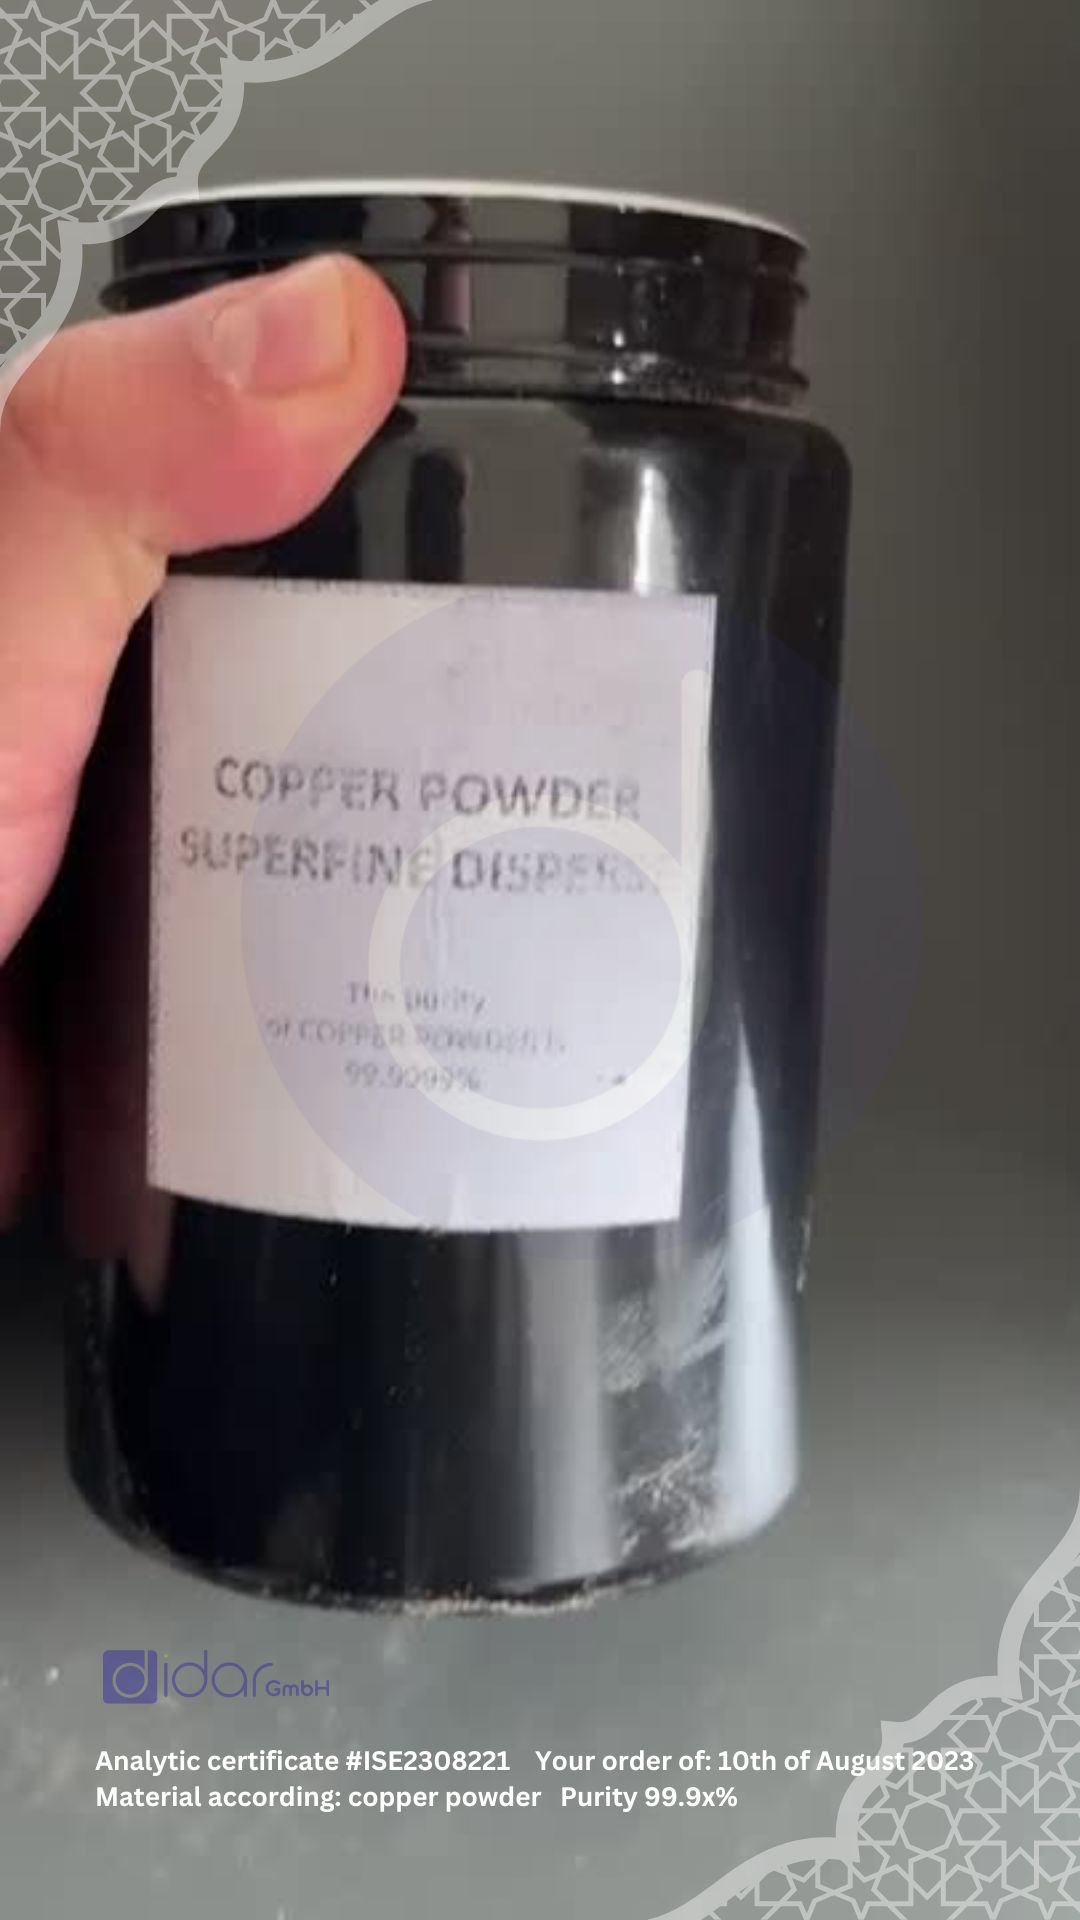 COPPER POWDER
SUPERFINE DISPERS
The purity
of COPPER POWDER is
99.9999%
didar GmbH
Analytic certificate #ISE2308221 Your order of: 10th of August 2023
Material according: copper powder Purity 99.9x%